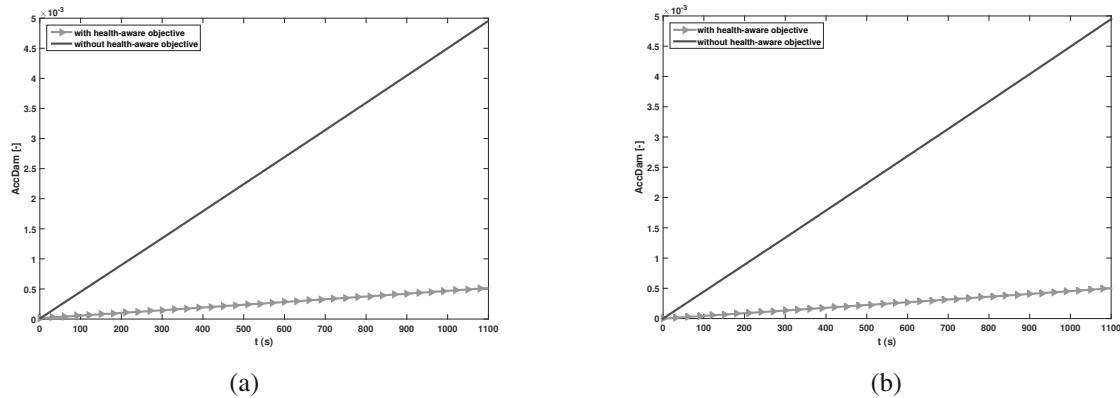 ×10⁻³
5
4.5
4
3.5
3
2.5
2
1.5
1
0.5
0
AccDam [-]
with health-aware objective
without health-aware objective
0 100 200 300 400 500 600 700 800 900 1000 1100
t (s)
(a)
×10⁻³
5
4.5
4
3.5
3
2.5
2
1.5
1
0.5
0
AccDam [-]
with health-aware objective
without health-aware objective
0 100 200 300 400 500 600 700 800 900 1000 1100
t (s)
(b)